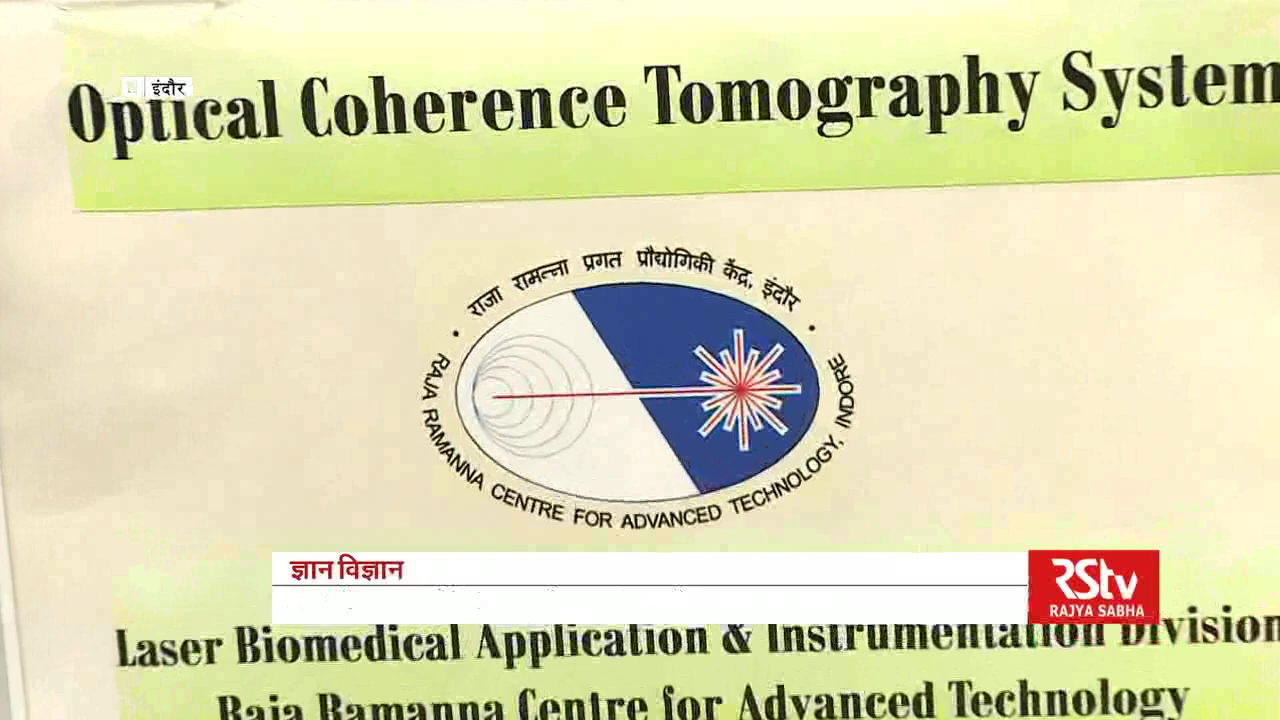 इंदौर
Optical Coherence Tomography System
राजा रामन्ना प्रगत प्रौद्योगिकी केंद्र, इंदौर
RAJA RAMANNA CENTRE FOR ADVANCED TECHNOLOGY, INDORE
ज्ञान विज्ञान
RStv
RAJYA SABHA
Laser Biomedical Application & Instrumentation Division
Raja Ramanna Centre for Advanced Technology